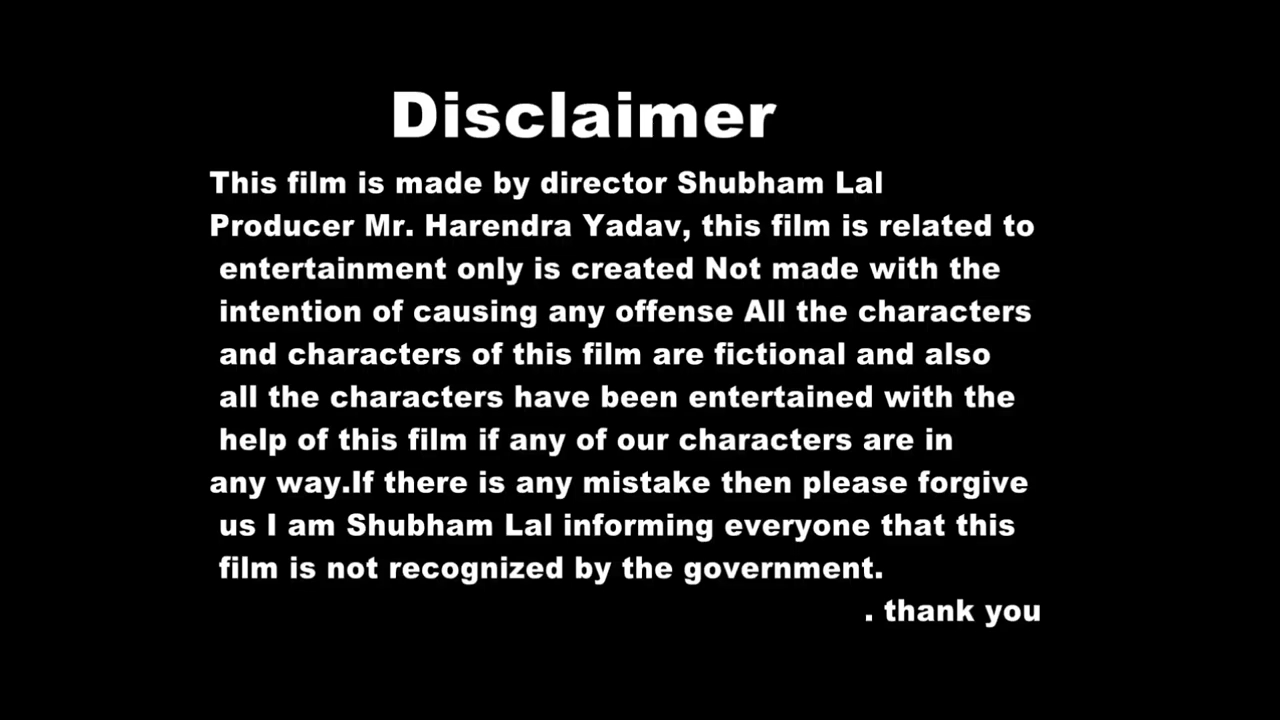 Disclaimer
This film is made by director Shubham Lal
Producer Mr. Harendra Yadav, this film is related to
entertainment only is created Not made with the
intention of causing any offense All the characters
and characters of this film are fictional and also
all the characters have been entertained with the
help of this film if any of our characters are in
any way.If there is any mistake then please forgive
us I am Shubham Lal informing everyone that this
film is not recognized by the government.
. thank you